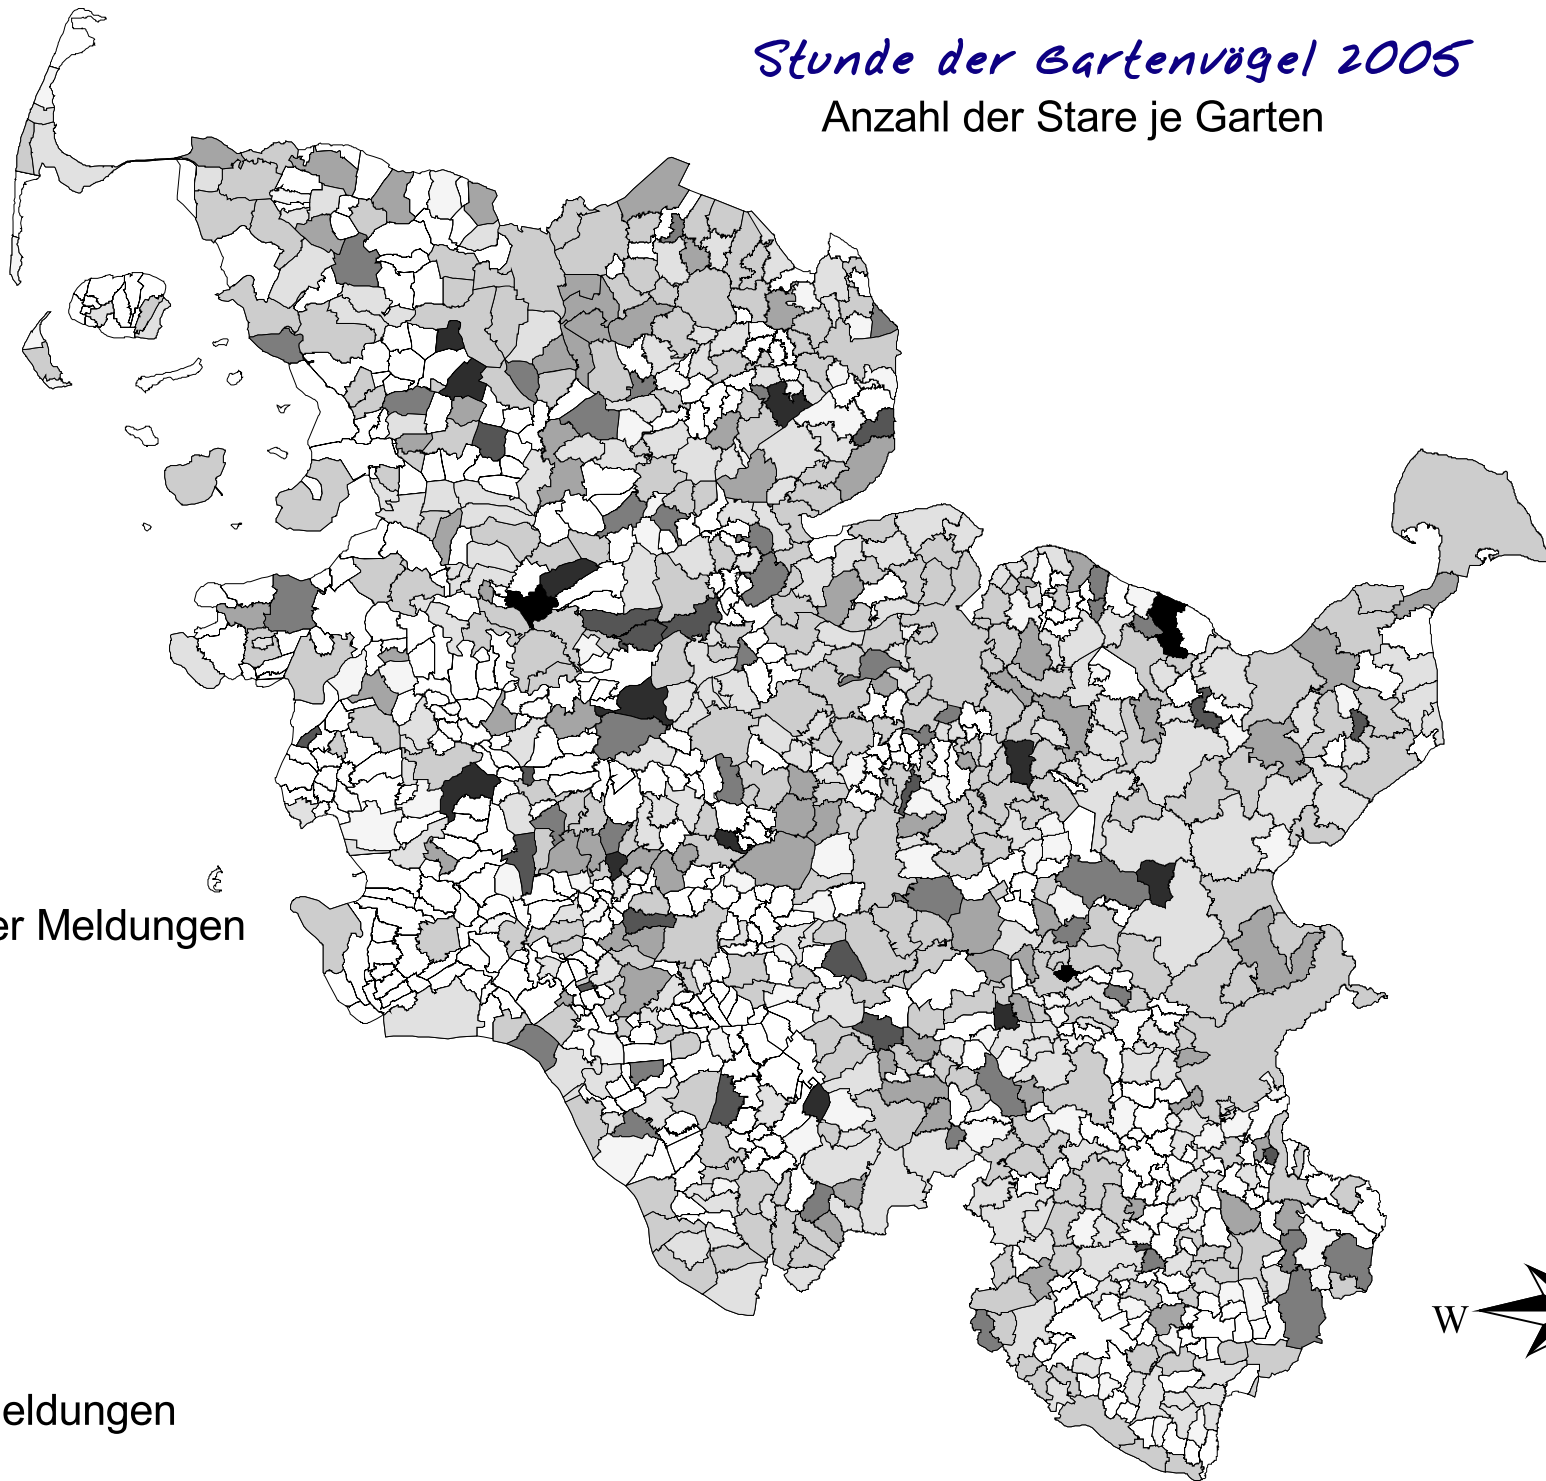 Stunde der Gartenvögel 2005
Anzahl der Stare je Garten
er Meldungen
W
eldungen